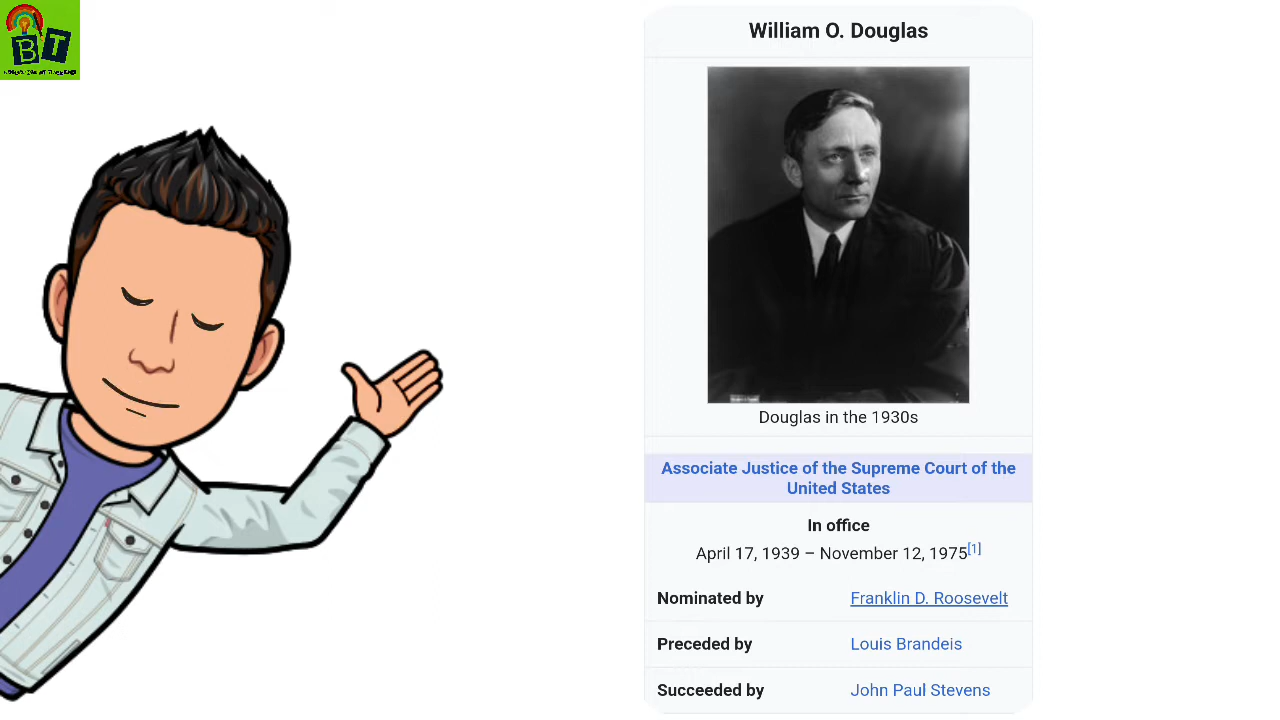 BT
William O. Douglas
Douglas in the 1930s
Associate Justice of the Supreme Court of the
United States
In office
April 17, 1939 – November 12, 1975[1]
Nominated by Franklin D. Roosevelt
Preceded by Louis Brandeis
Succeeded by John Paul Stevens